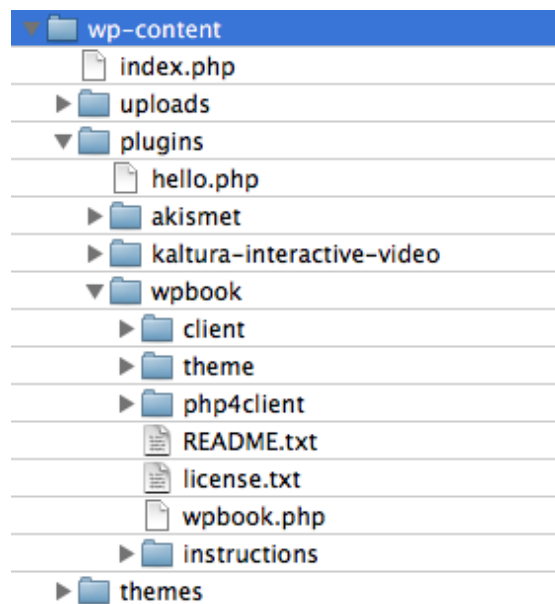 wp-content
index.php
uploads
plugins
hello.php
akismet
kaltura-interactive-video
wpbook
client
theme
php4client
README.txt
license.txt
wpbook.php
instructions
themes